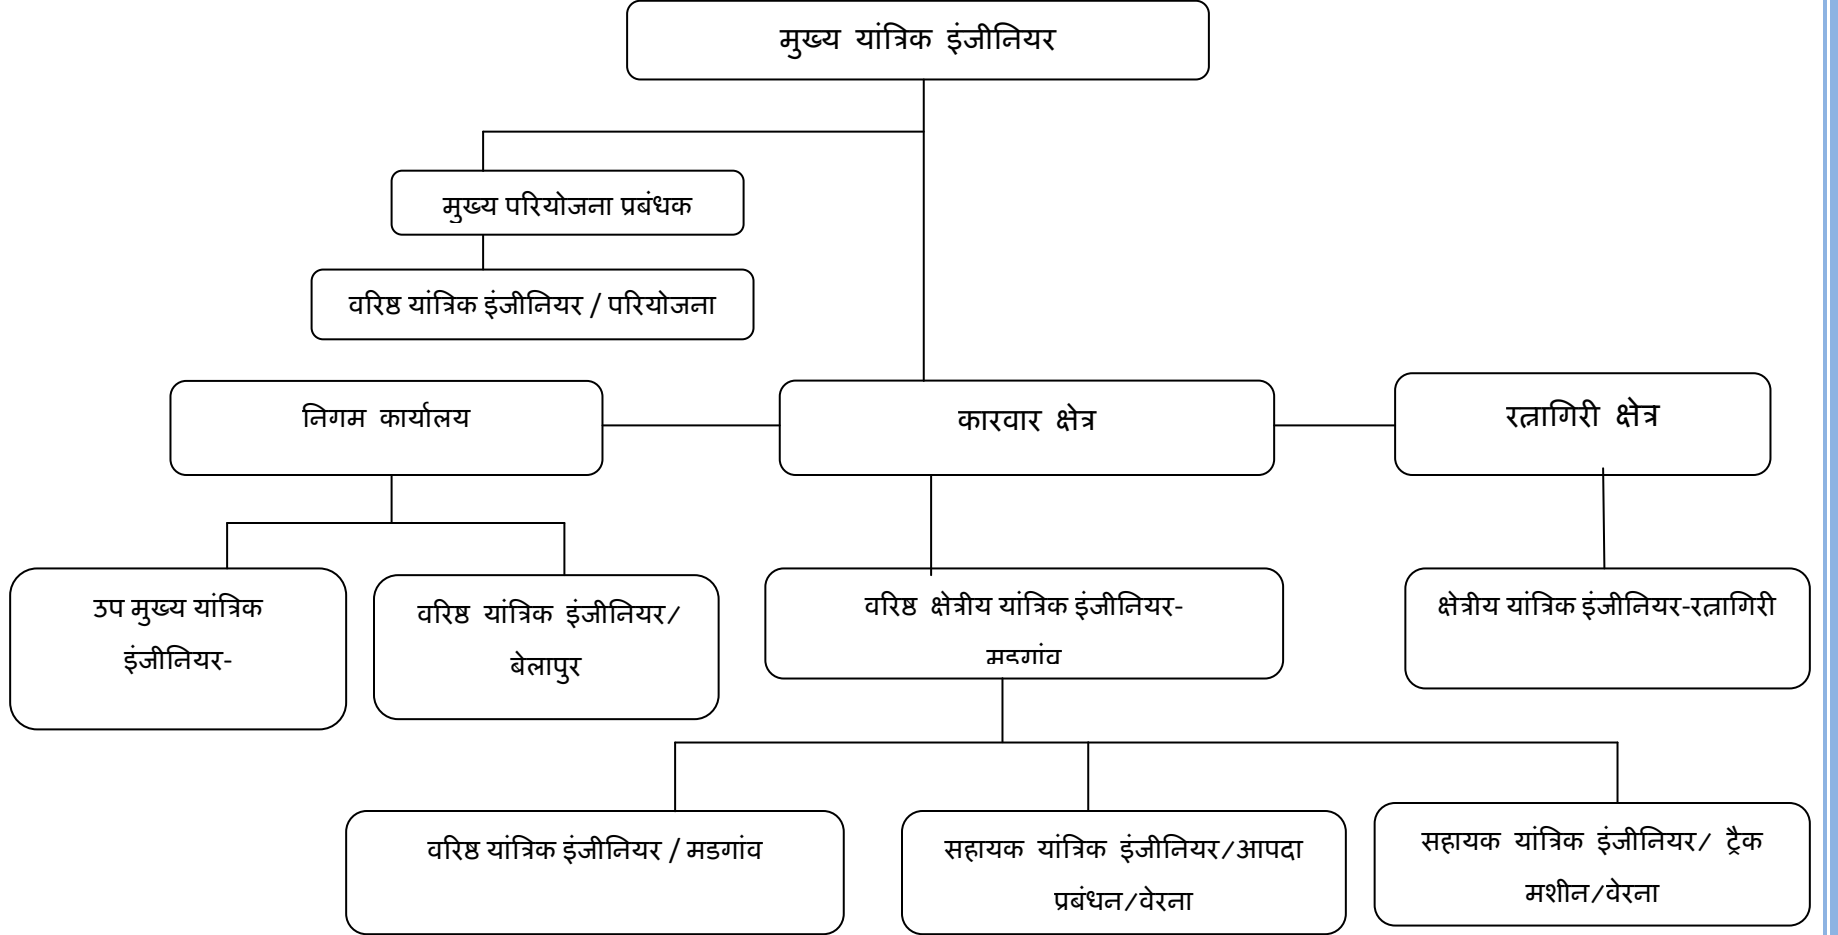 मुख्य यांत्रिक इंजीनियर
मुख्य परियोजना प्रबंधक
वरिष्ठ यांत्रिक इंजीनियर / परियोजना
निगम कार्यालय
कारवार क्षेत्र
रत्नागिरी क्षेत्र
उप मुख्य यांत्रिक
इंजीनियर-
वरिष्ठ यांत्रिक इंजीनियर/
बेलापुर
वरिष्ठ क्षेत्रीय यांत्रिक इंजीनियर-
मडगांव
क्षेत्रीय यांत्रिक इंजीनियर-रत्नागिरी
वरिष्ठ यांत्रिक इंजीनियर / मडगांव
सहायक यांत्रिक इंजीनियर/आपदा
प्रबंधन/वेरना
सहायक यांत्रिक इंजीनियर/ ट्रैक
मशीन/वेरना